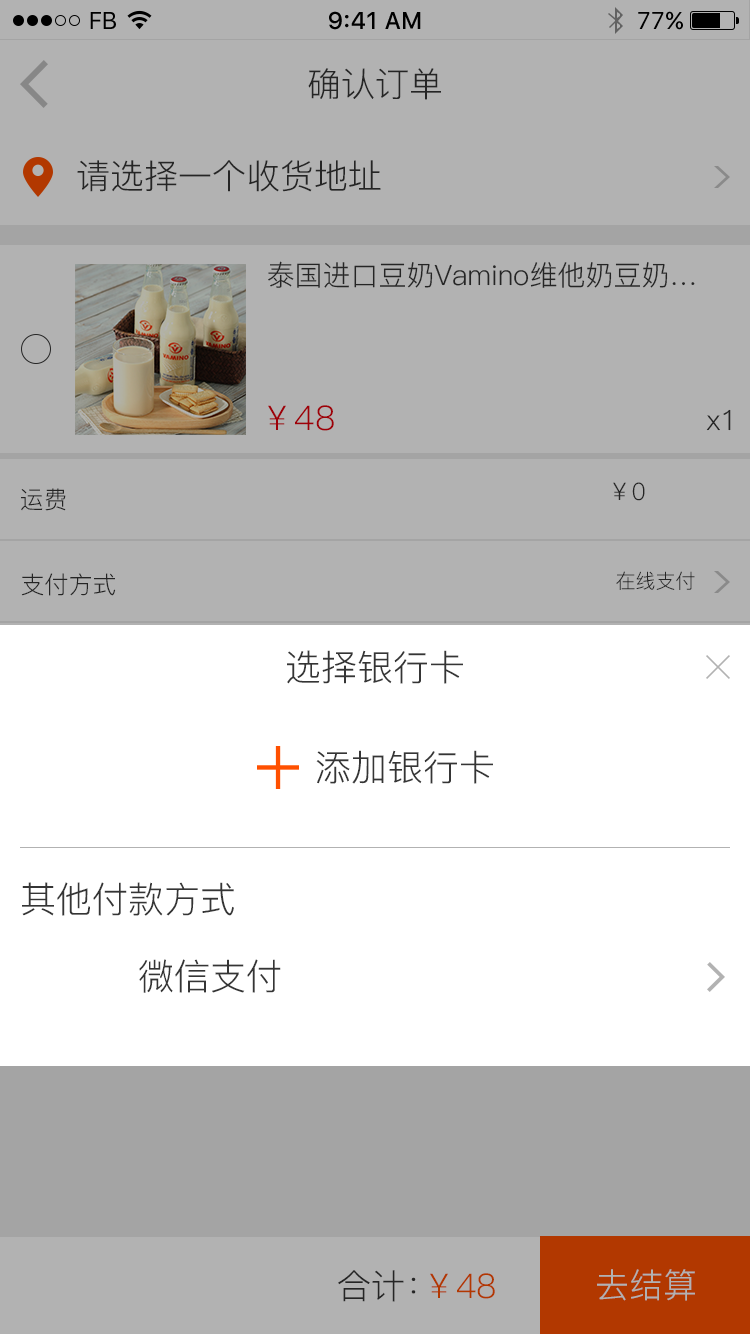 FB 9:41 AM 77%
确认订单
请选择一个收货地址
泰国进口豆奶Vamino维他奶豆奶...
VAMINO
VAMINO
VAMINO
￥48 x1
运费 ￥0
支付方式 在线支付
选择银行卡
添加银行卡
其他付款方式
微信支付
合计：￥48 去结算